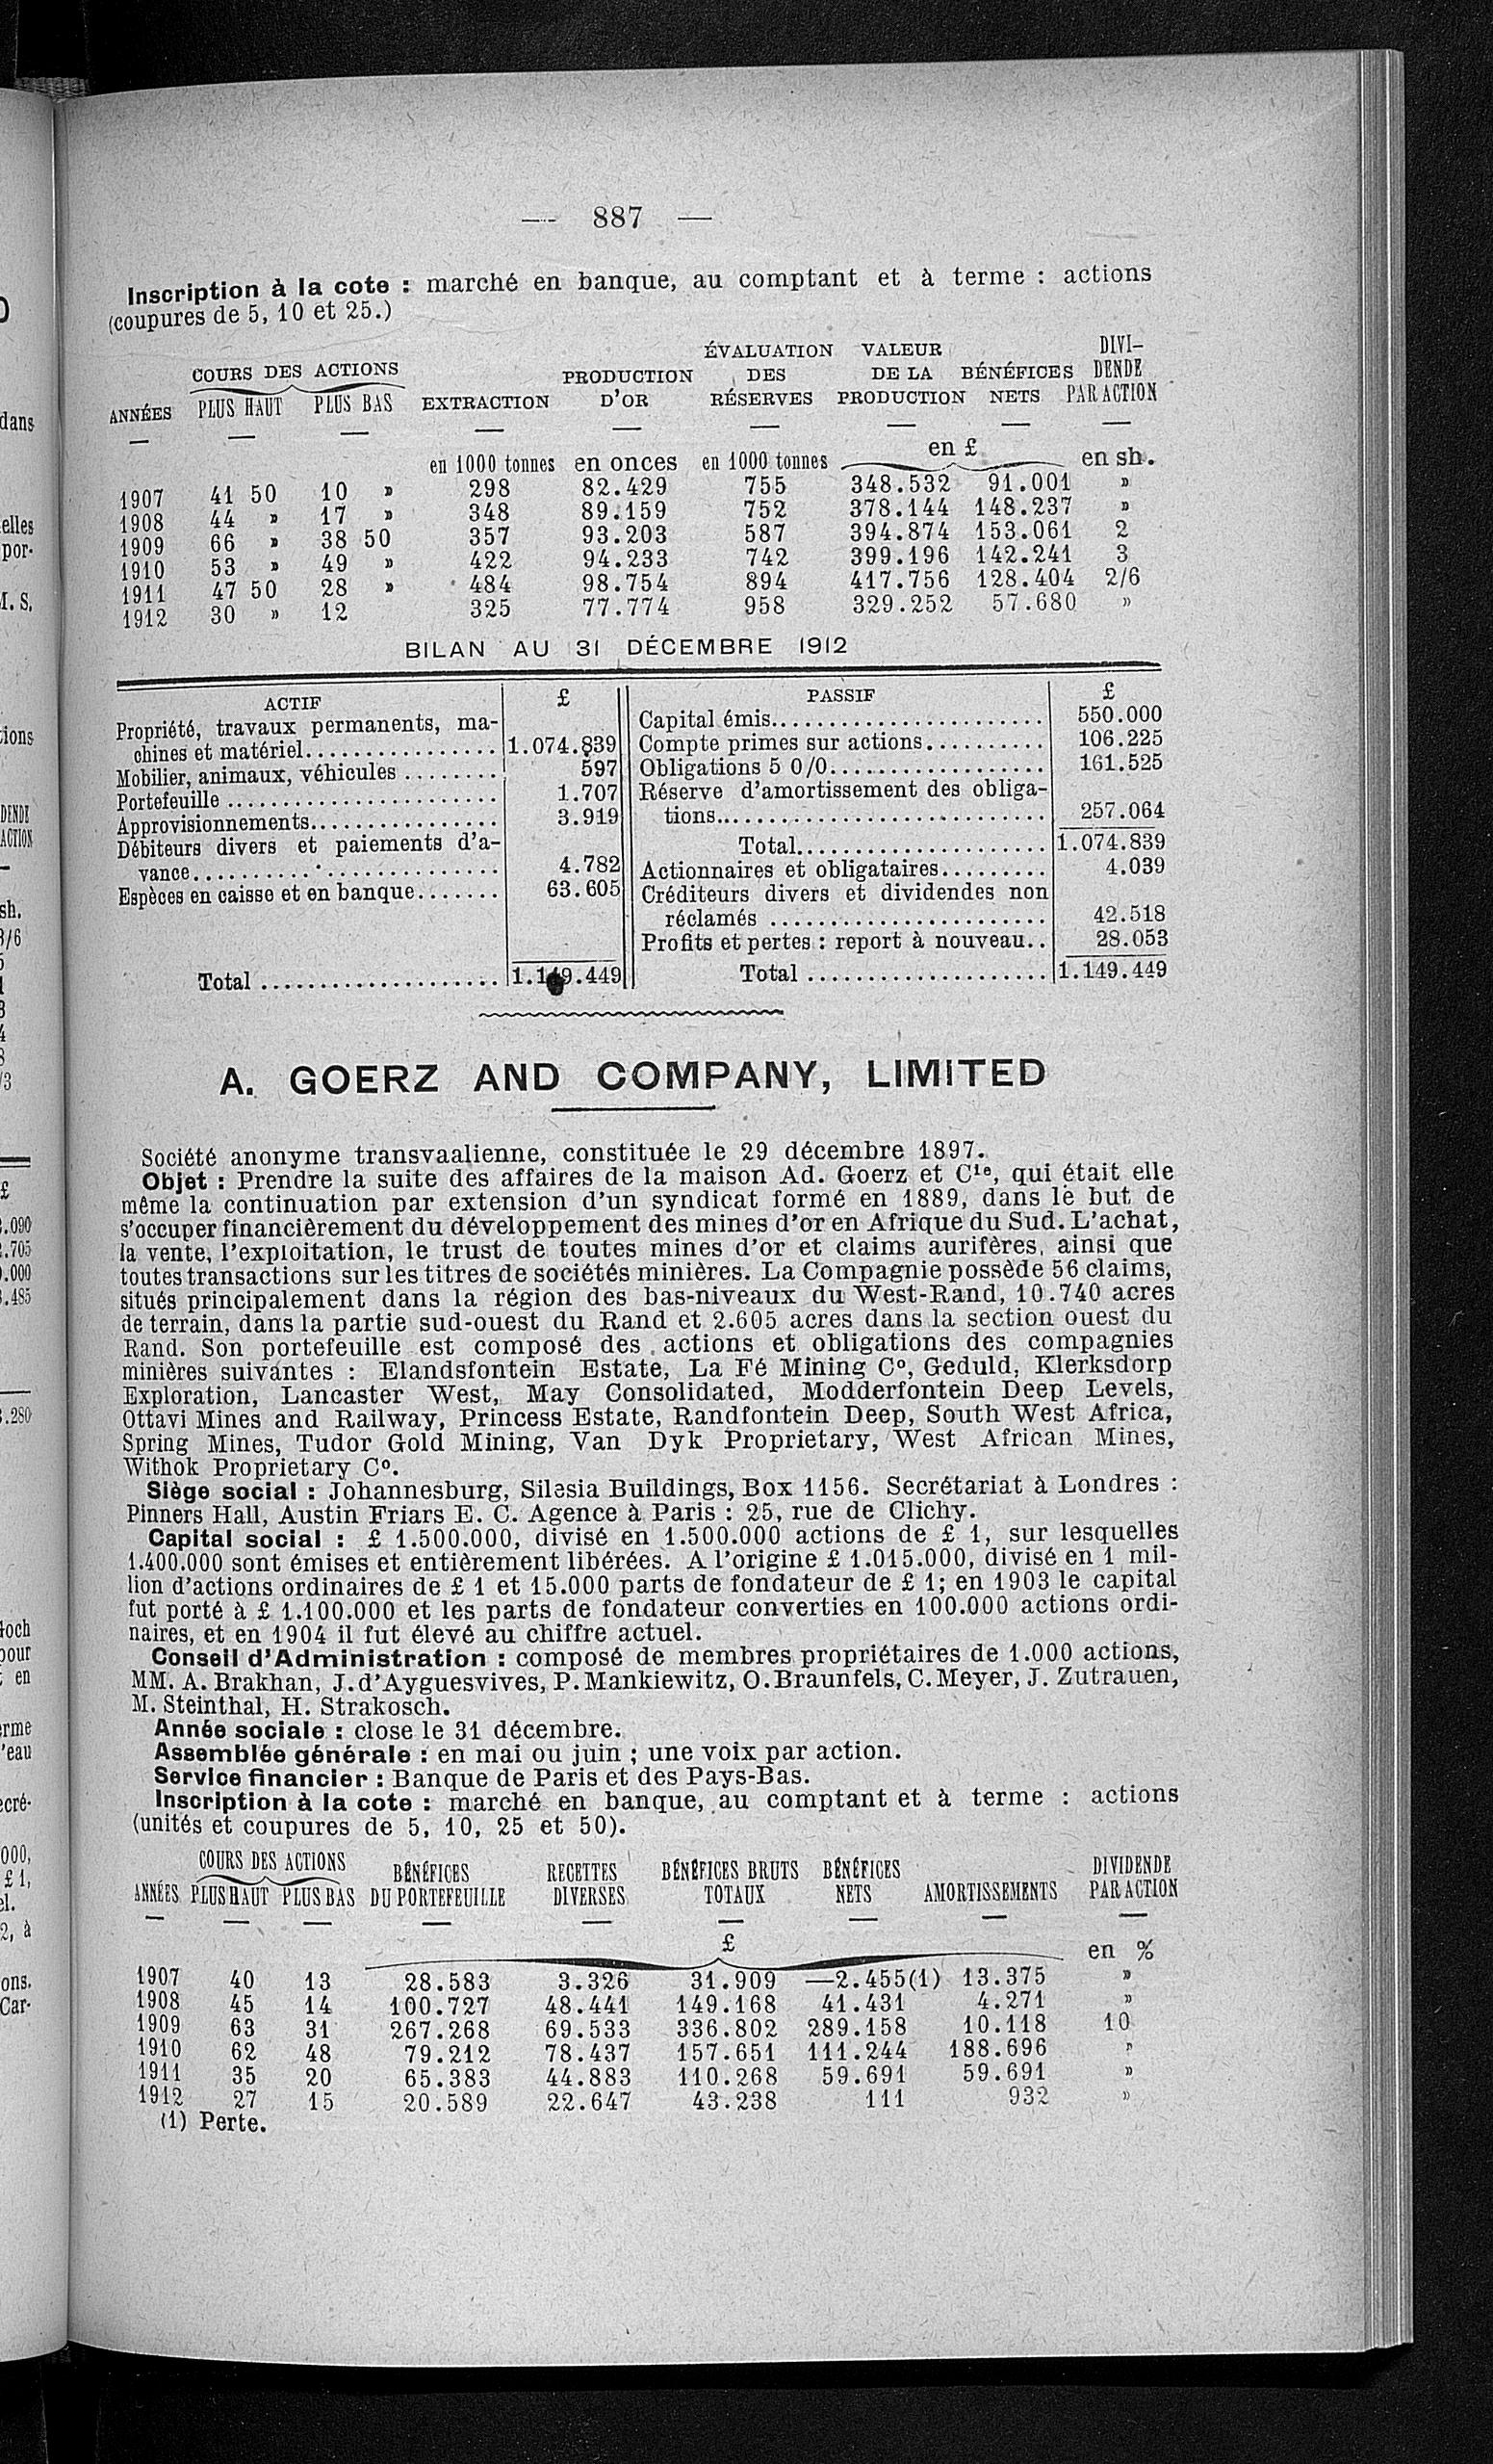 — 887 —
Inscription à la cote : marché en banque, au comptant et à terme : actions
(coupures de 5, 10 et 25.)
ANNÉES COURS DES ACTIONS PLUS HAUT PLUS BAS EXTRACTION PRODUCTION D'OR ÉVALUATION DES RÉSERVES VALEUR DE LA PRODUCTION BÉNÉFICES NETS DIVIDENDE PAR ACTION
en 1000 tonnes en onces en 1000 tonnes en £ en sh.
1907 41 50 10 » 298 82.429 755 348.532 91.001 »
1908 44 » 17 » 348 89.159 752 378.144 148.237 »
1909 66 » 38 50 357 93.203 587 394.874 153.061 2
1910 53 » 49 » 422 94.233 742 399.196 142.241 3
1911 47 50 28 » 484 98.754 894 417.756 128.404 2/6
1912 30 » 12 325 77.774 958 329.252 57.680 »
BILAN AU 31 DÉCEMBRE 1912
ACTIF £
Propriété, travaux permanents, ma-
chines et matériel................ 1.074.839
Mobilier, animaux, véhicules ........ 597
Portefeuille ....................... 1.707
Approvisionnements................ 3.919
Débiteurs divers et paiements d'a-
vance.......................... 4.782
Espèces en caisse et en banque....... 63.605
Total .................... 1.149.449
PASSIF £
Capital émis....................... 550.000
Compte primes sur actions.......... 106.225
Obligations 5 0/0.................. 161.525
Réserve d'amortissement des obliga-
tions............................ 257.064
Total..................... 1.074.839
Actionnaires et obligataires......... 4.039
Créditeurs divers et dividendes non
réclamés ....................... 42.518
Profits et pertes : report à nouveau.. 28.053
Total .................... 1.149.449
A. GOERZ AND COMPANY, LIMITED
Société anonyme transvaalienne, constituée le 29 décembre 1897.
Objet : Prendre la suite des affaires de la maison Ad. Goerz et Cie, qui était elle
même la continuation par extension d'un syndicat formé en 1889, dans le but de
s'occuper financièrement du développement des mines d'or en Afrique du Sud. L'achat,
la vente, l'exploitation, le trust de toutes mines d'or et claims aurifères, ainsi que
toutes transactions sur les titres de sociétés minières. La Compagnie possède 56 claims,
situés principalement dans la région des bas-niveaux du West-Rand, 10.740 acres
de terrain, dans la partie sud-ouest du Rand et 2.605 acres dans la section ouest du
Rand. Son portefeuille est composé des actions et obligations des compagnies
minières suivantes : Elandsfontein Estate, La Fé Mining Co, Geduld, Klerksdorp
Exploration, Lancaster West, May Consolidated, Modderfontein Deep Levels,
Ottavi Mines and Railway, Princess Estate, Randfontein Deep, South West Africa,
Spring Mines, Tudor Gold Mining, Van Dyk Proprietary, West African Mines,
Withok Proprietary Co.
Siège social : Johannesburg, Silesia Buildings, Box 1156. Secrétariat à Londres :
Pinners Hall, Austin Friars E. C. Agence à Paris : 25, rue de Clichy.
Capital social : £ 1.500.000, divisé en 1.500.000 actions de £ 1, sur lesquelles
1.400.000 sont émises et entièrement libérées. A l'origine £ 1.015.000, divisé en 1 mil-
lion d'actions ordinaires de £ 1 et 15.000 parts de fondateur de £ 1; en 1903 le capital
fut porté à £ 1.100.000 et les parts de fondateur converties en 100.000 actions ordi-
naires, et en 1904 il fut élevé au chiffre actuel.
Conseil d'Administration : composé de membres propriétaires de 1.000 actions,
MM. A. Brakhan, J. d'Ayguesvives, P. Mankiewitz, O. Braunfels, C. Meyer, J. Zutrauen,
M. Steinthal, H. Strakosch.
Année sociale : close le 31 décembre.
Assemblée générale : en mai ou juin ; une voix par action.
Service financier : Banque de Paris et des Pays-Bas.
Inscription à la cote : marché en banque, au comptant et à terme : actions
(unités et coupures de 5, 10, 25 et 50).
ANNÉES COURS DES ACTIONS PLUS HAUT PLUS BAS BÉNÉFICES DU PORTEFEUILLE RECETTES DIVERSES BÉNÉFICES BRUTS TOTAUX BÉNÉFICES NETS AMORTISSEMENTS DIVIDENDE PAR ACTION
£ en %
1907 40 13 28.583 3.326 31.909 —2.455(1) 13.375 »
1908 45 14 100.727 48.441 149.168 41.431 4.271 »
1909 63 31 267.268 69.533 336.802 289.158 10.118 10
1910 62 48 79.212 78.437 157.651 111.244 188.696 »
1911 35 20 65.383 44.883 110.268 59.691 59.691 »
1912 27 15 20.589 22.647 43.238 111 932 »
(1) Perte.